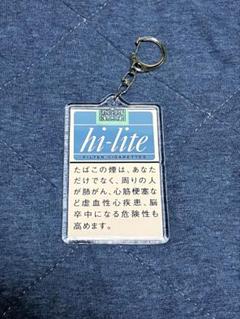 hi-lite
FILTER CIGARETTES
たばこの煙は、あなた
だけでなく、周りの人
が肺がん、心筋梗塞な
ど虚血性心疾患、脳
卒中になる危険性も
高めます。